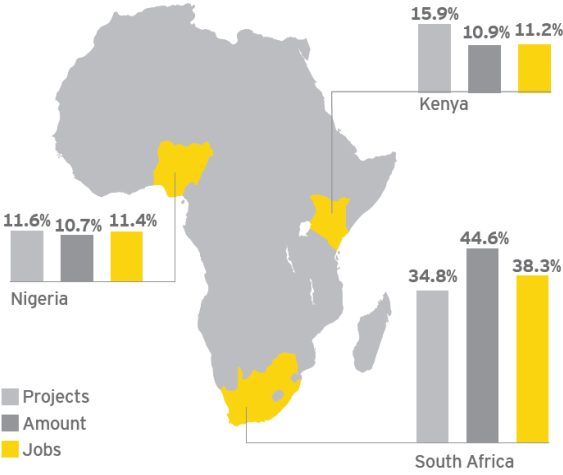 15.9%
10.9%
11.2%
Kenya
11.6%
10.7%
11.4%
Nigeria
34.8%
44.6%
38.3%
South Africa
Projects
Amount
Jobs